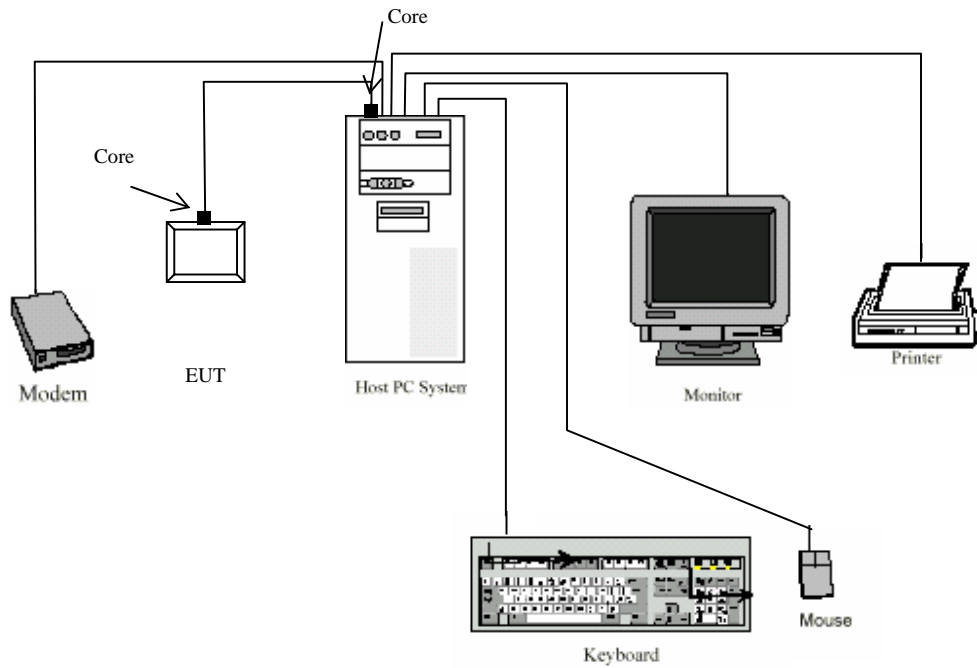 Core
Core
EUT
Modem
Host PC System
Monitor
Printer
Keyboard
Mouse